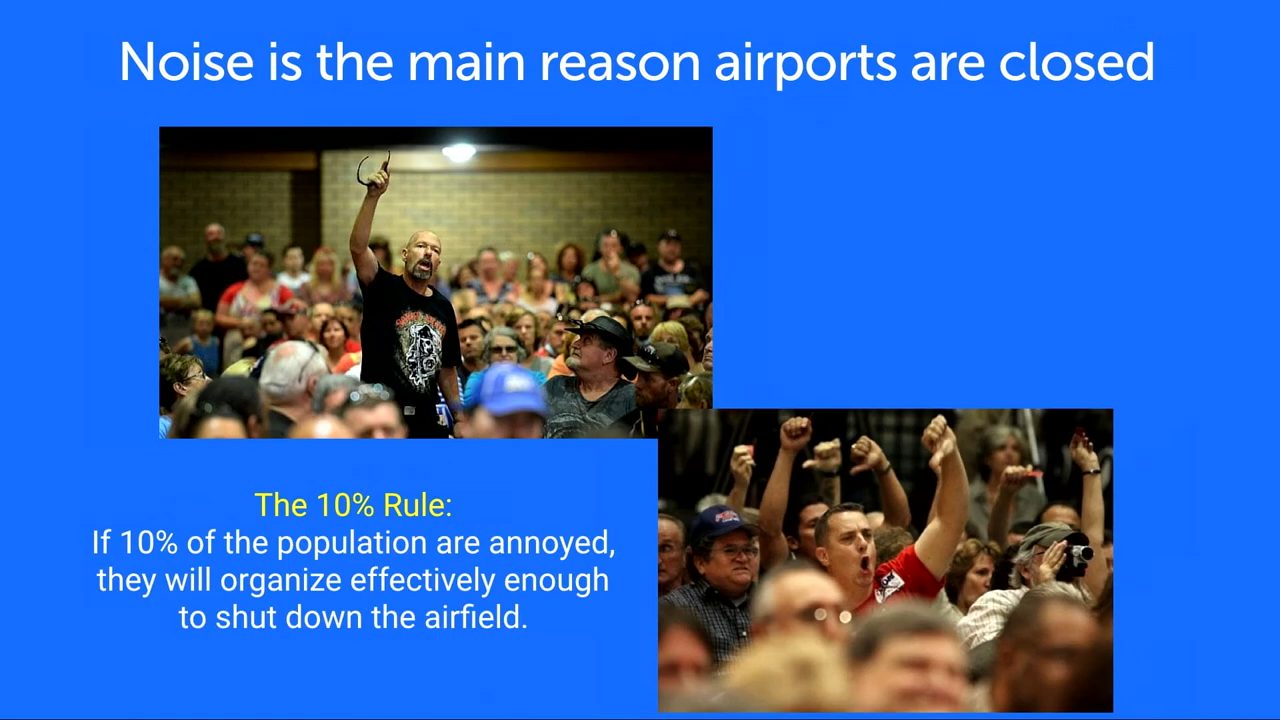 Noise is the main reason airports are closed
The 10% Rule:
If 10% of the population are annoyed,
they will organize effectively enough
to shut down the airfield.